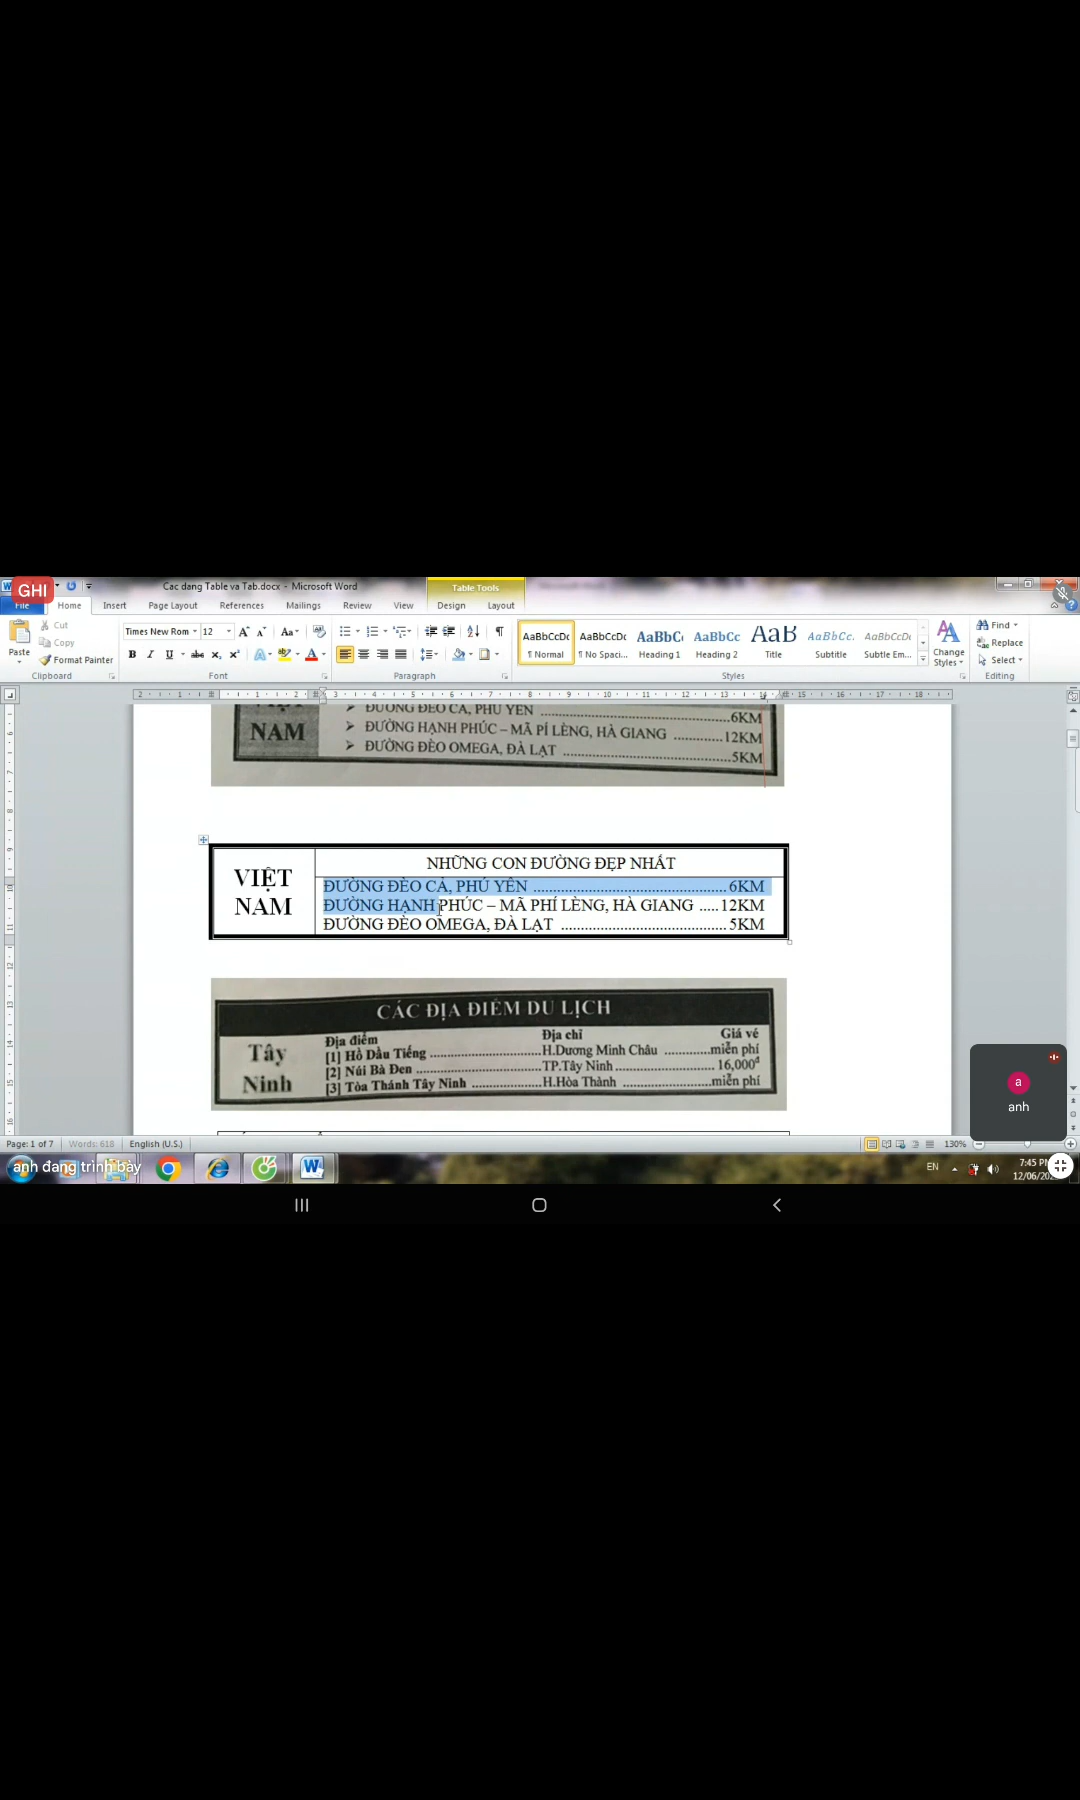 GHI
Cac dang Table va Tab.docx - Microsoft Word
Table Tools
File Home Insert Page Layout References Mailings Review View Design Layout
Paste
Cut
Copy
Format Painter
Clipboard
Times New Rom 12
Font
Paragraph
AaBbCcDc AaBbCcDc AaBbC AaBbCc AaB AaBbCc. AaBbCcDc
¶ Normal ¶ No Spaci... Heading 1 Heading 2 Title Subtitle Subtle Em...
Change Styles
Styles
Find
Replace
Select
Editing
NAM
ĐƯỜNG ĐÈO CẢ, PHÚ YÊN ..........6KM
ĐƯỜNG HẠNH PHÚC – MÃ PÍ LÈNG, HÀ GIANG ..........12KM
ĐƯỜNG ĐÈO OMEGA, ĐÀ LẠT ..........5KM
VIỆT NAM
NHỮNG CON ĐƯỜNG ĐẸP NHẤT
ĐƯỜNG ĐÈO CẢ, PHÚ YÊN .......... 6KM
ĐƯỜNG HẠNH PHÚC – MÃ PHÍ LÈNG, HÀ GIANG .....12KM
ĐƯỜNG ĐÈO OMEGA, ĐÀ LẠT .......... 5KM
CÁC ĐỊA ĐIỂM DU LỊCH
Tây Ninh
Địa điểm Địa chỉ Giá vé
[1] Hồ Dầu Tiếng ..........H.Dương Minh Châu ..........miễn phí
[2] Núi Bà Đen ..........TP.Tây Ninh.......... 16,000đ
[3] Tòa Thánh Tây Ninh ..........H.Hòa Thành ..........miễn phí
a
anh
Page: 1 of 7 Words: 618 English (U.S.) 130%
anh đang trình bày
EN
7:45 P
12/06/20